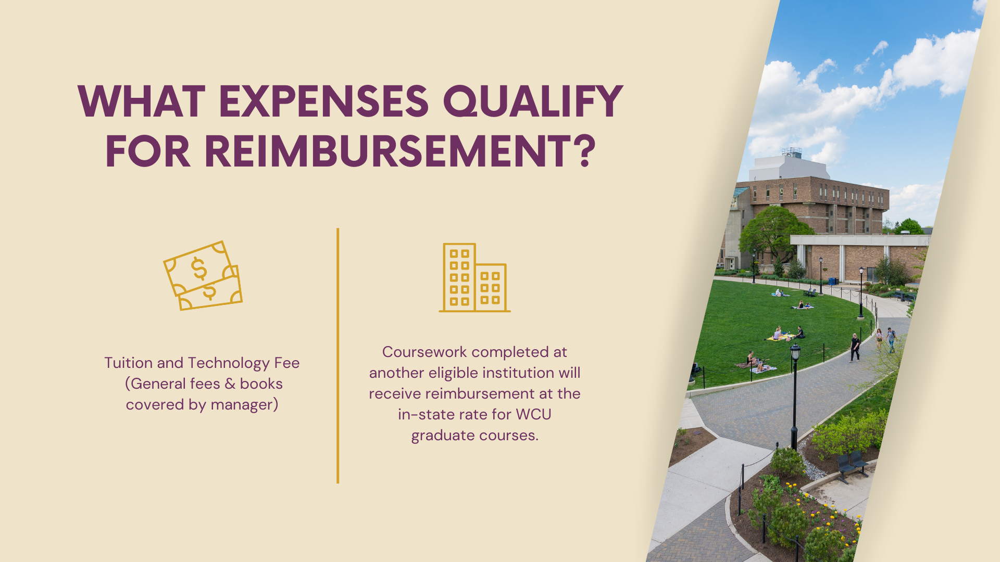 WHAT EXPENSES QUALIFY
FOR REIMBURSEMENT?
$
$
Tuition and Technology Fee
(General fees & books
covered by manager)
Coursework completed at
another eligible institution will
receive reimbursement at the
in-state rate for WCU
graduate courses.